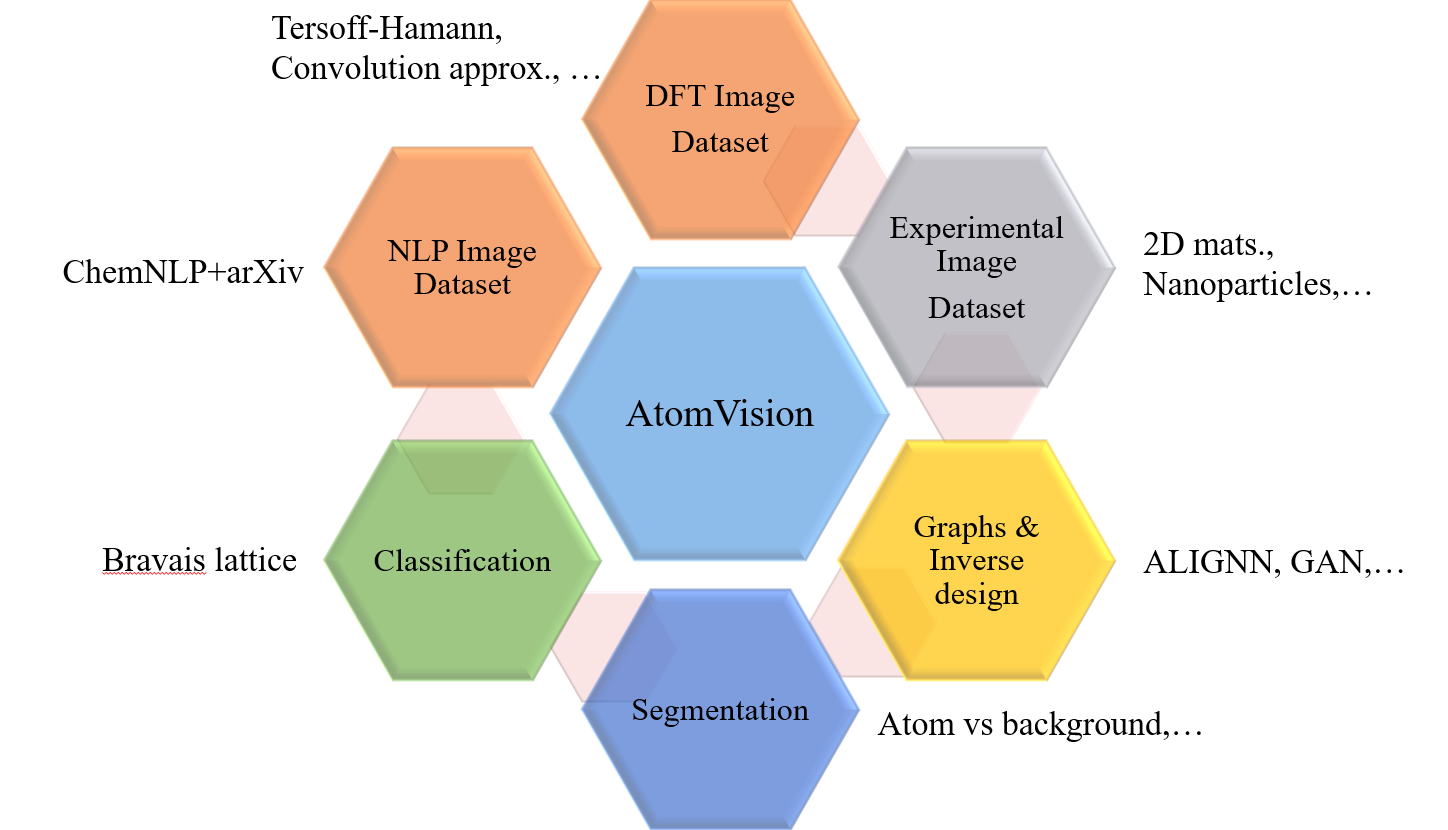 Tersoff-Hamann,
Convolution approx., …
DFT Image
Dataset
NLP Image
Dataset
ChemNLP+arXiv
Experimental
Image
Dataset
2D mats.,
Nanoparticles,…
AtomVision
Bravais lattice
Classification
Graphs &
Inverse
design
ALIGNN, GAN,…
Segmentation
Atom vs background,…